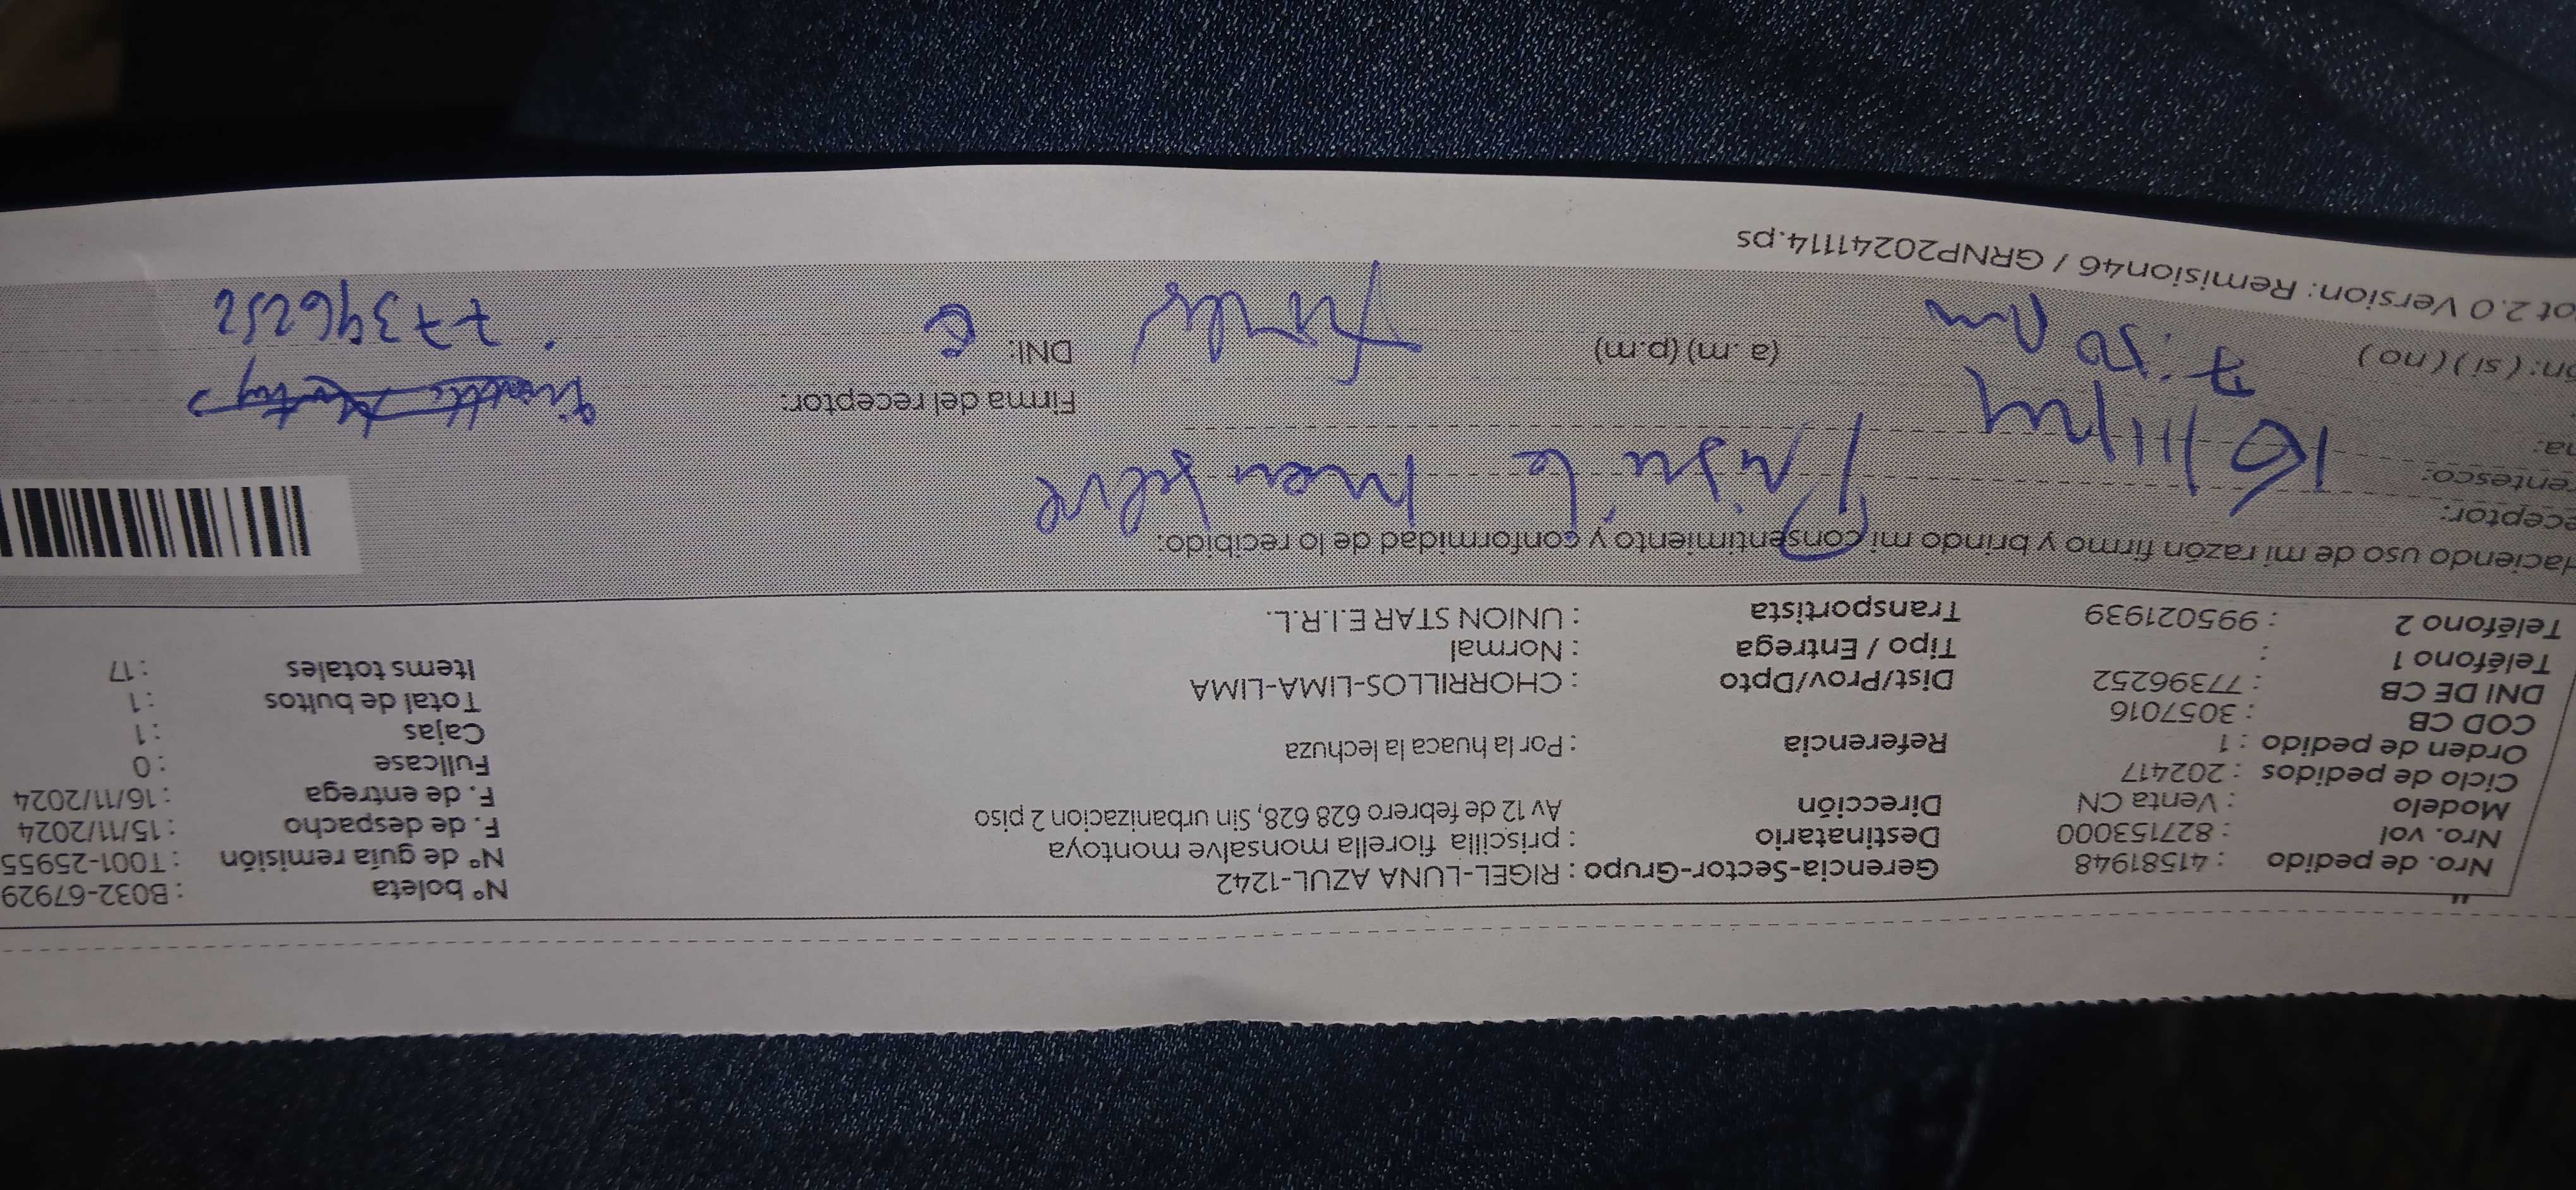 Nro. de pedido : 41581948 Gerencia-Sector-Grupo : RIGEL-LUNA AZUL-1242 N° boleta : B032-67929
Nro. vol : 827153000 Destinatario : priscilla fiorella monsalve montoya N° de guía remisión : T001-25955
Modelo : Venta CN Dirección Av 12 de febrero 628 628, Sin urbanizacion 2 piso F. de despacho : 15/11/2024
Ciclo de pedidos : 202417 F. de entrega : 16/11/2024
Orden de pedido : 1 Referencia : Por la huaca la lechuza Fullcase : 0
COD CB : 3057016 Cajas : 1
DNI DE CB : 77396252 Dist/Prov/Dpto : CHORRILLOS-LIMA-LIMA Total de bultos : 1
Teléfono 1 : Tipo / Entrega : Normal Items totales : 17
Teléfono 2 : 995021939 Transportista : UNION STAR E.I.R.L.
Haciendo uso de mi razón firmo y brindo mi consentimiento y conformidad de lo recibido:
ceptor:
entesco:
na: 16/11/ Firma del receptor:
ón: ( si ) ( no ) 7:50 pm (a .m) (p.m) DNI: 77396252
ot 2.0 Version: Remision46 / GRNP20241114.ps